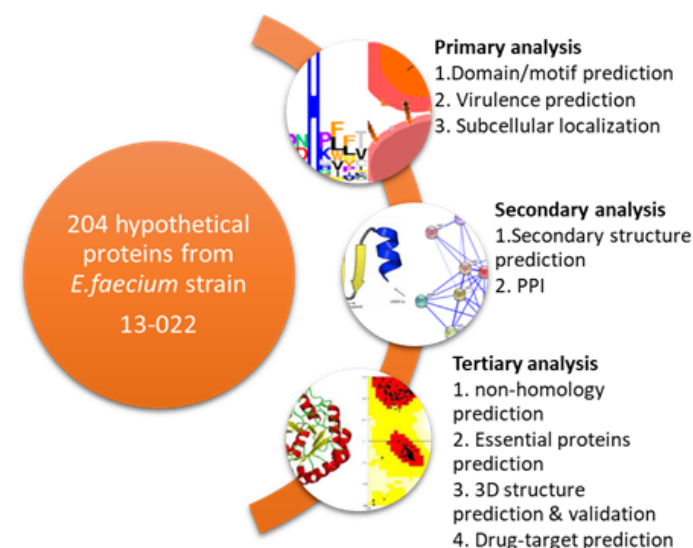 204 hypothetical
proteins from
E.faecium strain
13-022
Primary analysis
1.Domain/motif prediction
2. Virulence prediction
3. Subcellular localization
Secondary analysis
1.Secondary structure
prediction
2. PPI
Tertiary analysis
1. non-homology
prediction
2. Essential proteins
prediction
3. 3D structure
prediction & validation
4. Drug-target prediction